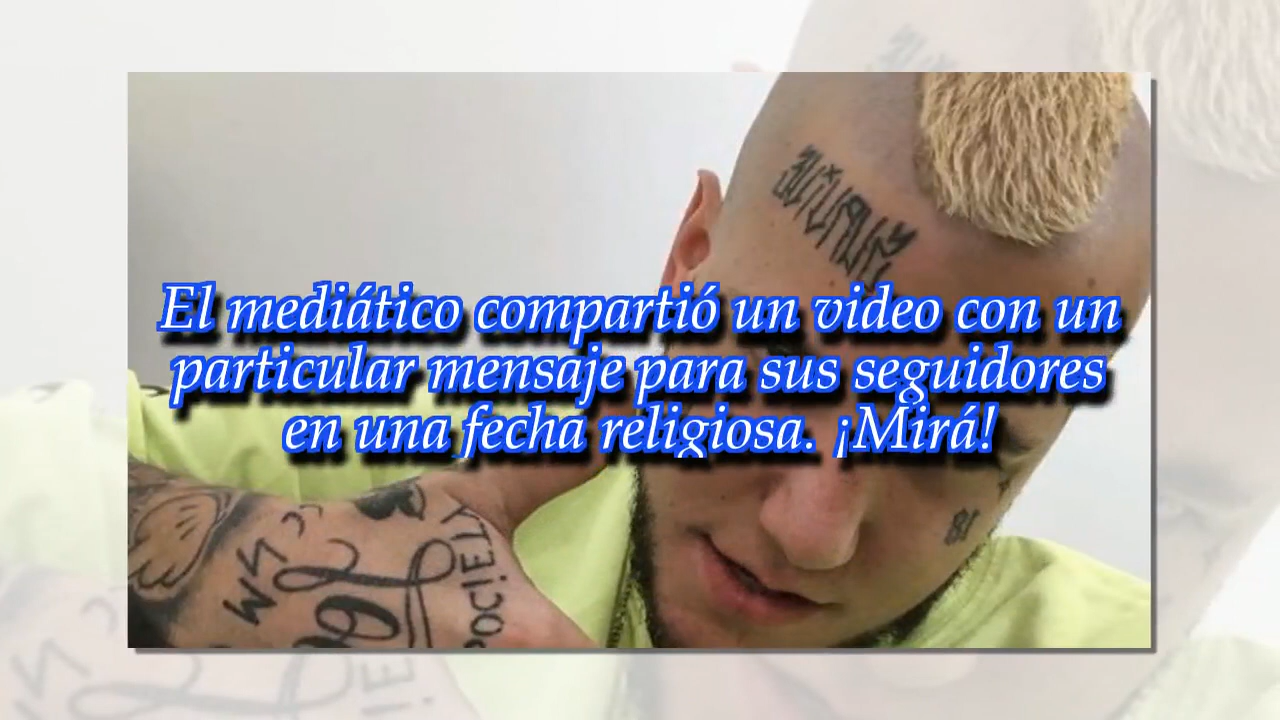 El mediático compartió un video con un
particular mensaje para sus seguidores
en una fecha religiosa. ¡Mirá!